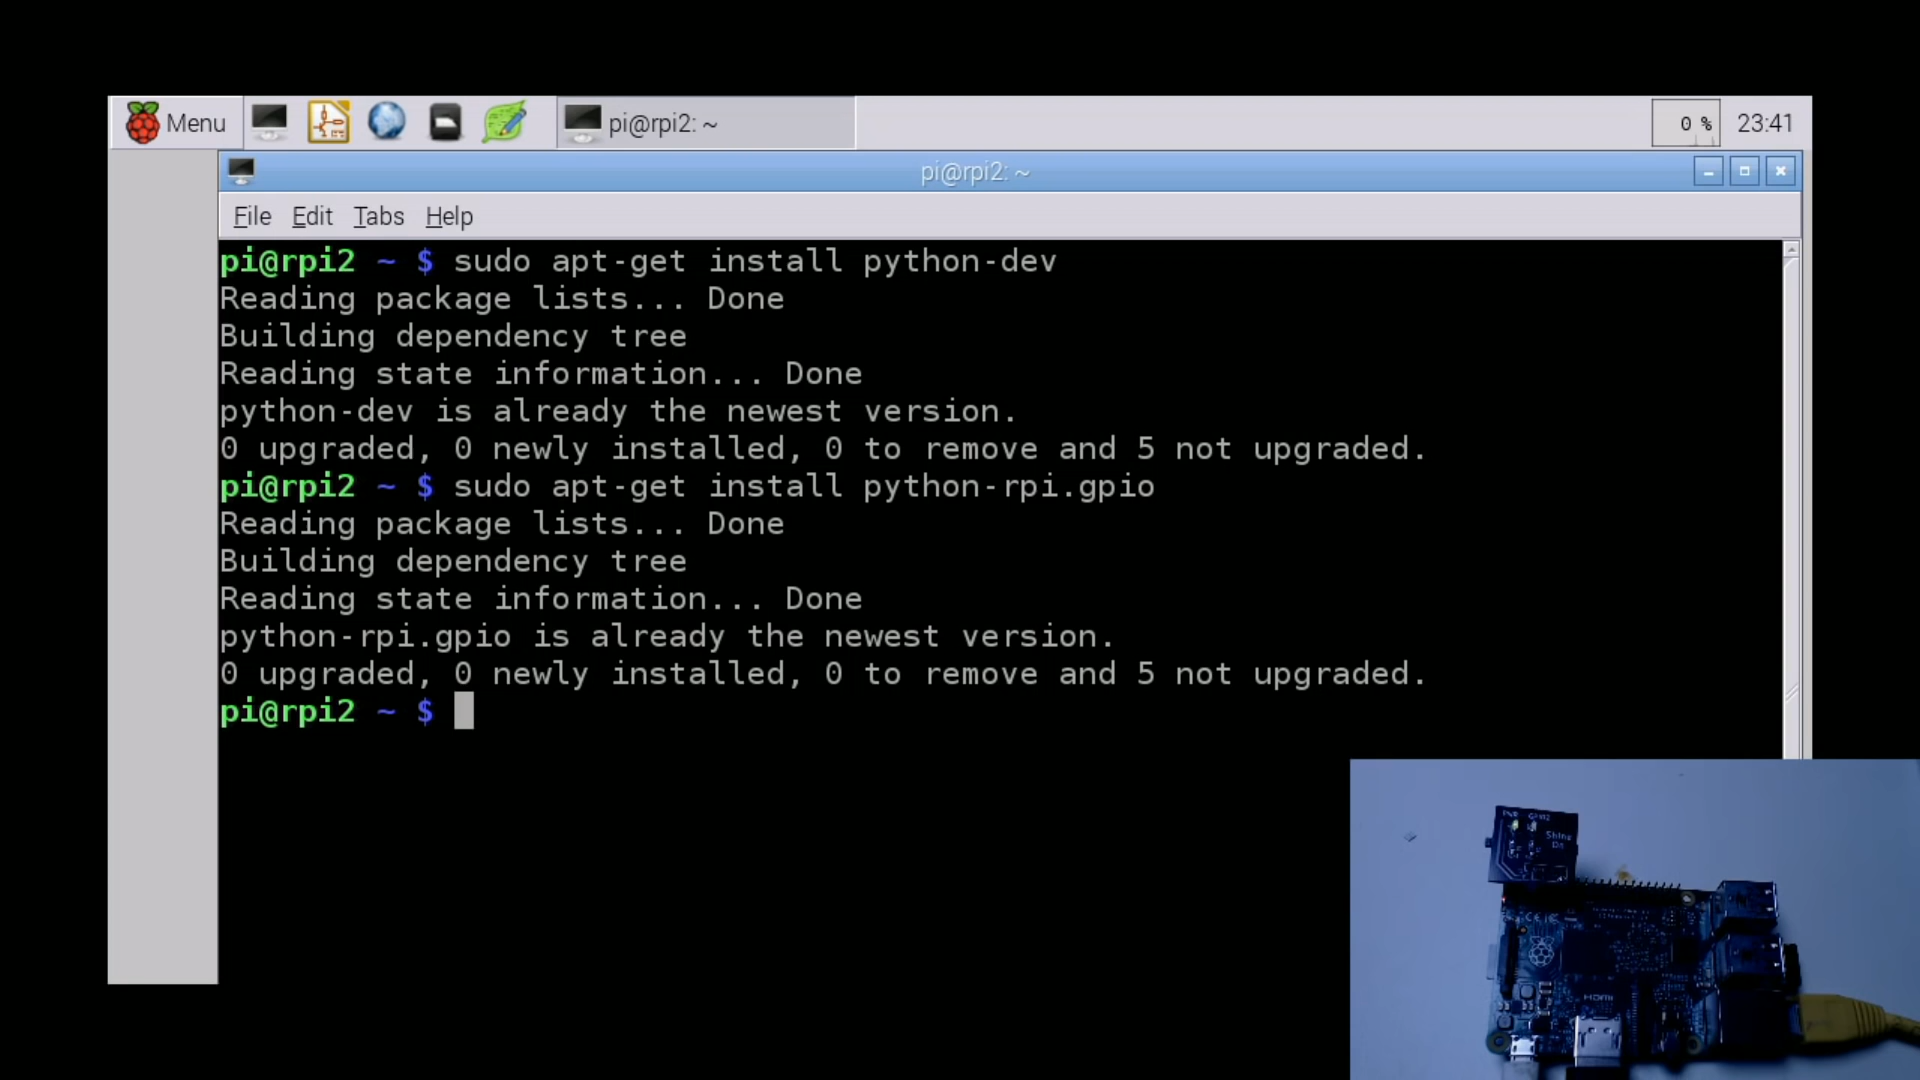 Menu
pi@rpi2: ~
0 %
23:41
pi@rpi2: ~
File Edit Tabs Help
pi@rpi2 ~ $ sudo apt-get install python-dev
Reading package lists... Done
Building dependency tree
Reading state information... Done
python-dev is already the newest version.
0 upgraded, 0 newly installed, 0 to remove and 5 not upgraded.
pi@rpi2 ~ $ sudo apt-get install python-rpi.gpio
Reading package lists... Done
Building dependency tree
Reading state information... Done
python-rpi.gpio is already the newest version.
0 upgraded, 0 newly installed, 0 to remove and 5 not upgraded.
pi@rpi2 ~ $
Shine
On
HDMI